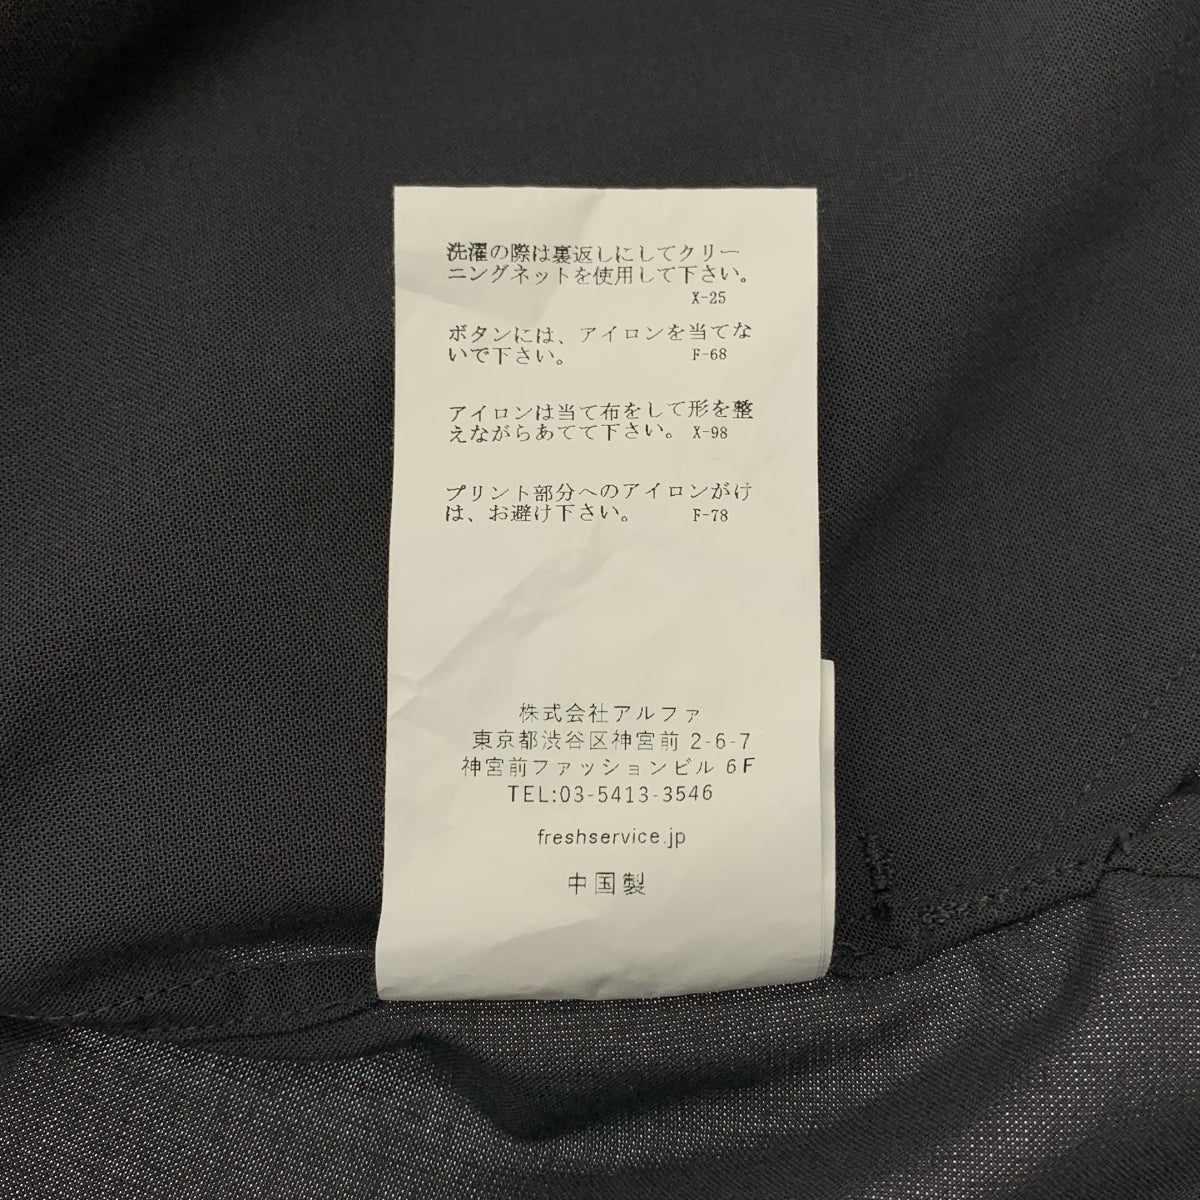 洗濯の際は裏返しにしてクリー
ニングネットを使用して下さい。
X-25
ボタンには、アイロンを当てな
いで下さい。 F-68
アイロンは当て布をして形を整
えながらあてて下さい。 X-98
プリント部分へのアイロンがけ
は、お避け下さい。 F-78
株式会社アルファ
東京都渋谷区神宮前 2-6-7
神宮前ファッションビル 6F
TEL:03-5413-3546
freshservice.jp
中国製